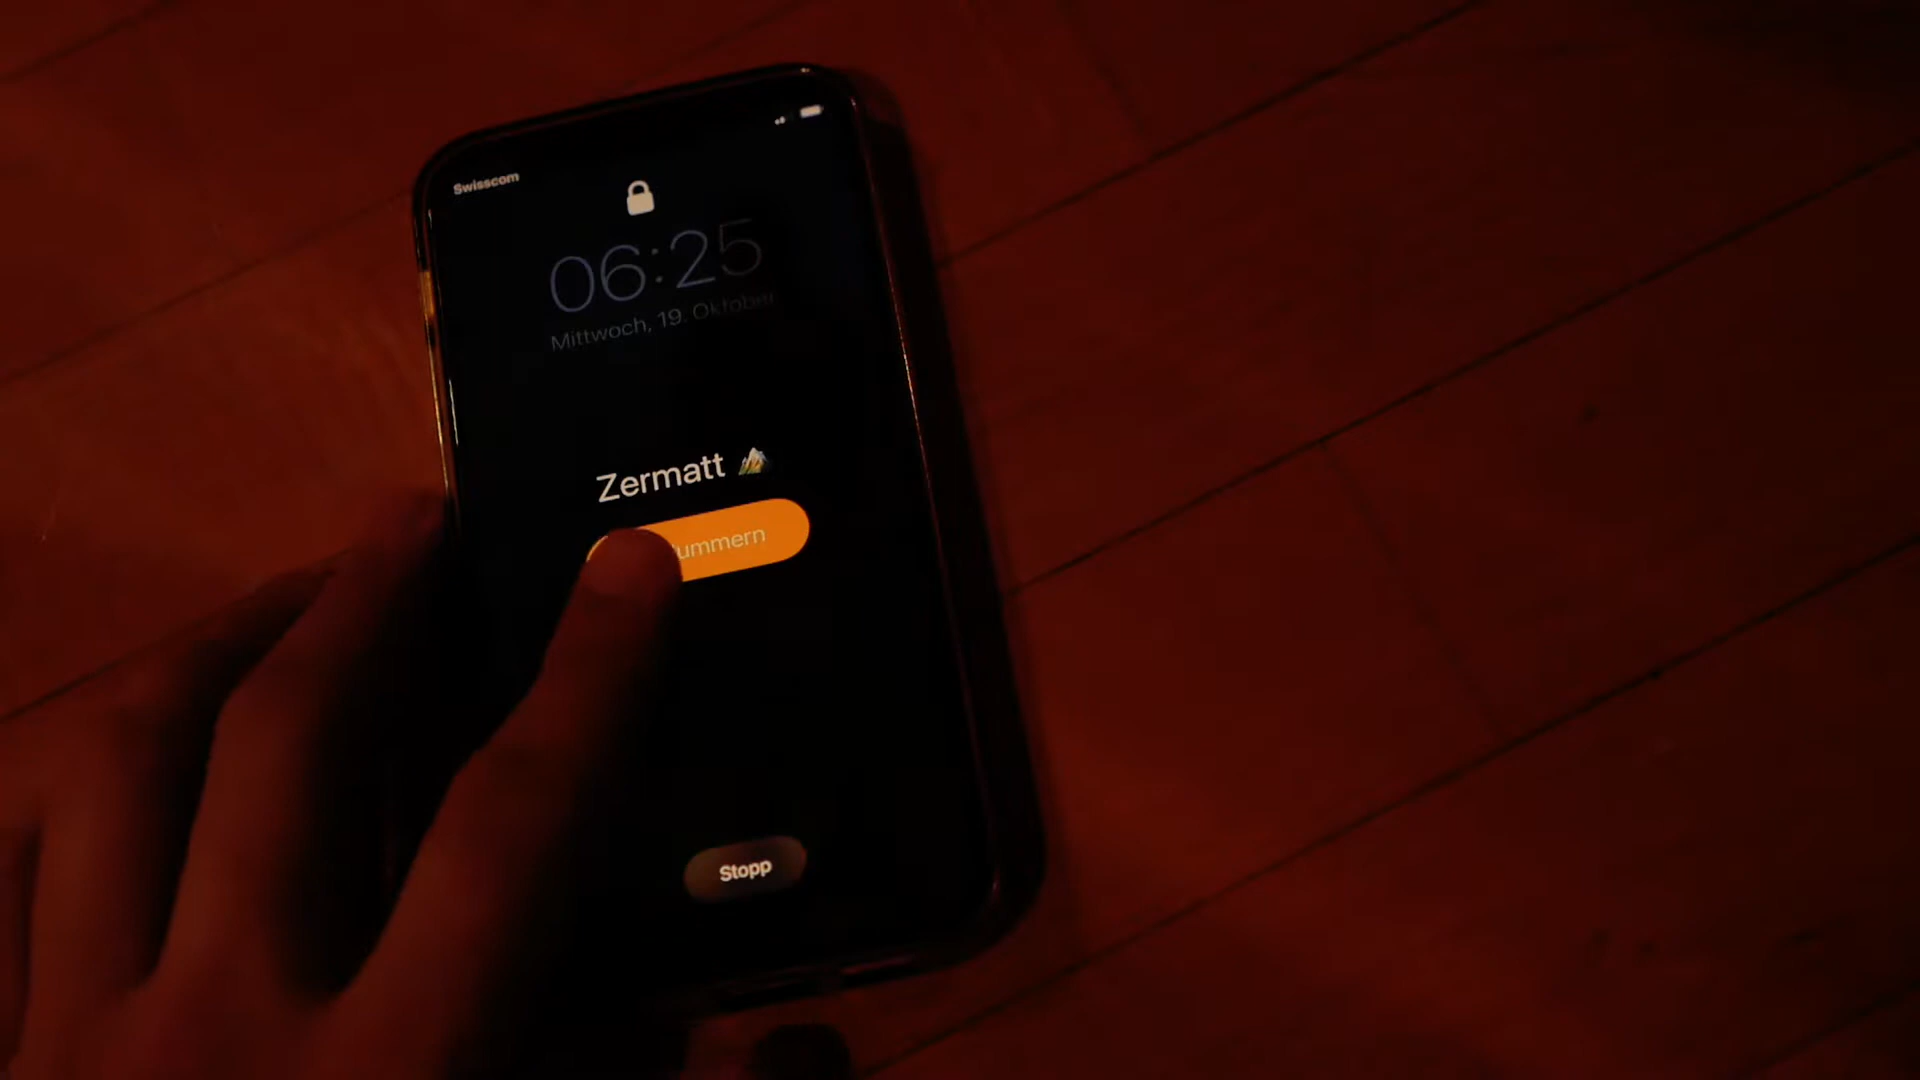 Swisscom
06:25
Mittwoch, 19. Oktober
Zermatt
ummern
Stopp